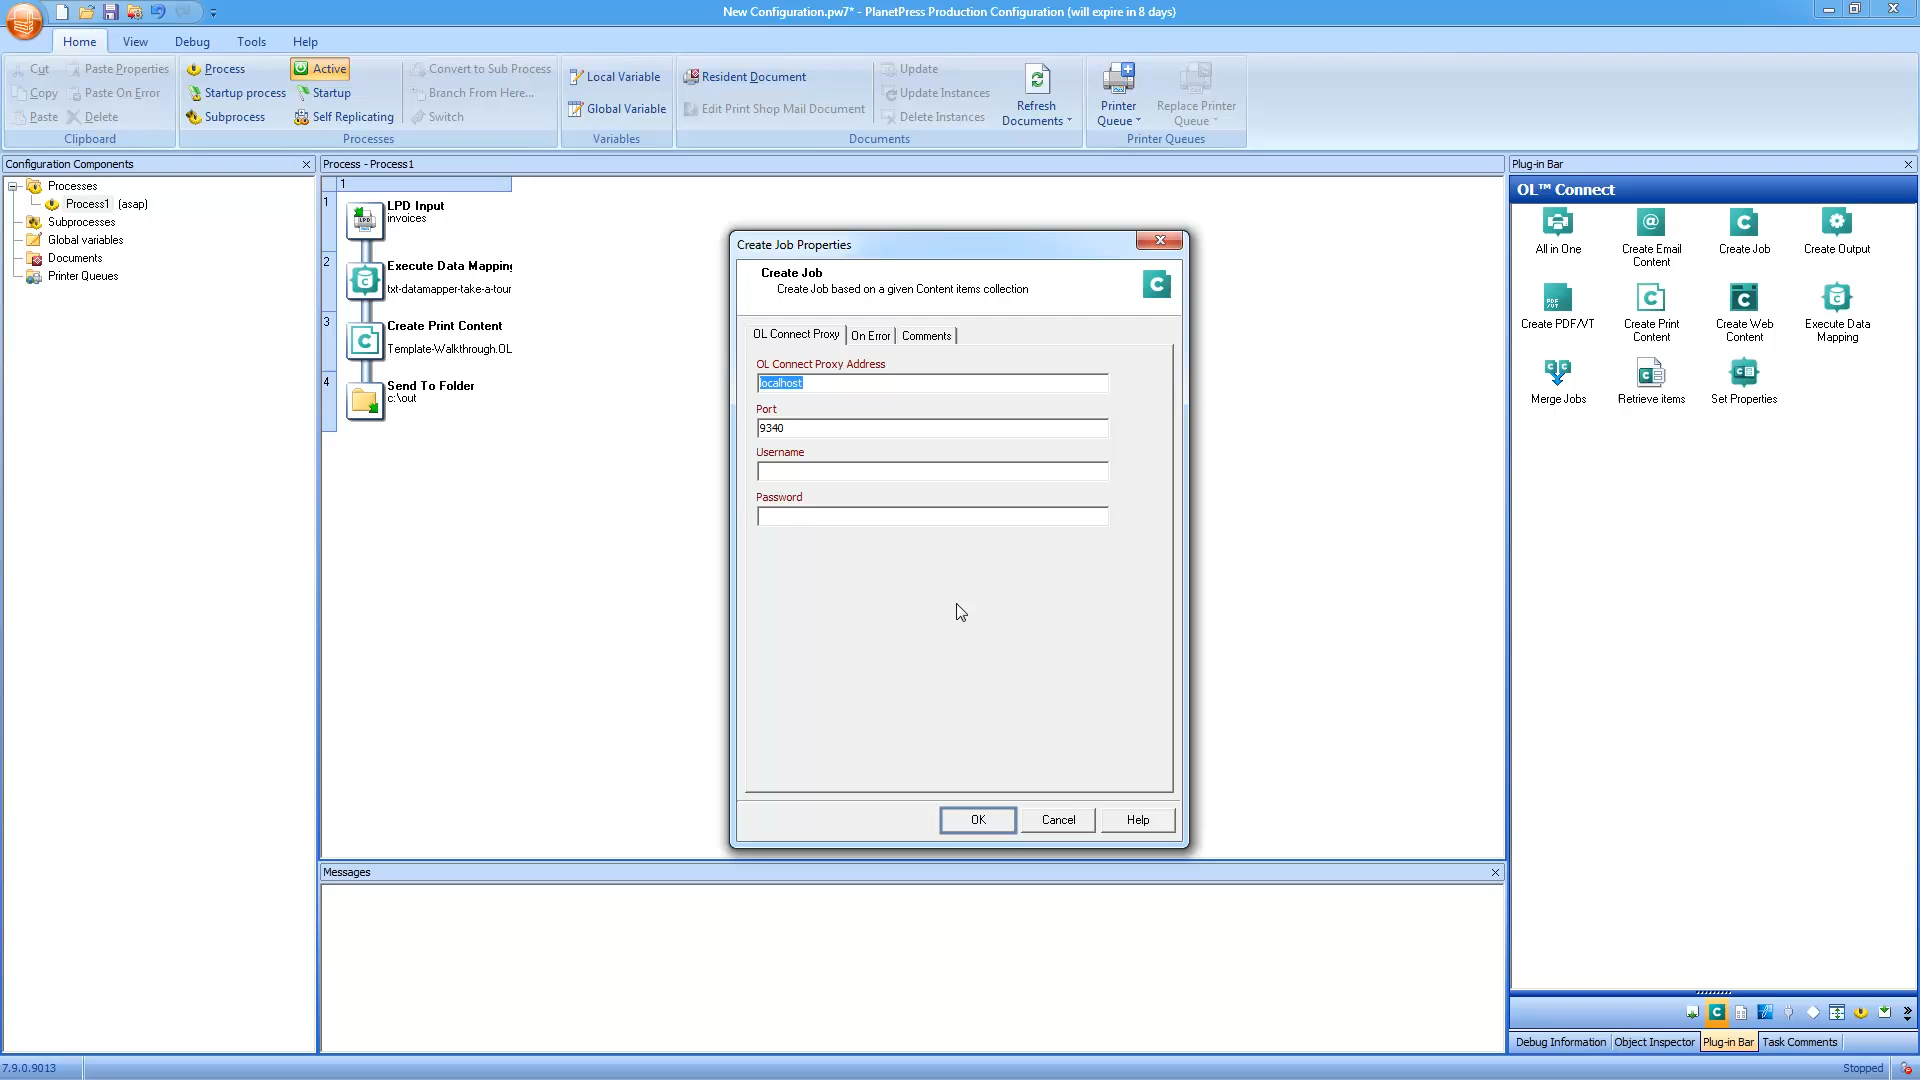 New Configuration.pw7* - PlanetPress Production Configuration (will expire in 8 days)
Home View Debug Tools Help
Cut Paste Properties
Copy Paste On Error
Paste Delete
Clipboard
Process Active Convert to Sub Process
Startup process Startup Branch From Here...
Subprocess Self Replicating Switch
Processes
Local Variable
Global Variable
Variables
Resident Document Update
Edit Print Shop Mail Document Update Instances
Delete Instances
Refresh
Documents
Documents
Printer
Queue
Replace Printer
Queue
Printer Queues
Configuration Components
Processes
Process1 (asap)
Subprocesses
Global variables
Documents
Printer Queues
Process - Process1
1
1
LPD Input
invoices
2
Execute Data Mapping
txt-datamapper-take-a-tour
3
Create Print Content
Template-Walkthrough.OL
4
Send To Folder
c:\out
Create Job Properties
Create Job
Create Job based on a given Content items collection
OL Connect Proxy On Error Comments
OL Connect Proxy Address
localhost
Port
9340
Username
Password
OK Cancel Help
Messages
Plug-in Bar
OL™ Connect
All in One
Create Email
Content
Create Job
Create Output
Create PDF/VT
Create Print
Content
Create Web
Content
Execute Data
Mapping
Merge Jobs
Retrieve items
Set Properties
Debug Information Object Inspector Plug-in Bar Task Comments
7.9.0.9013
Stopped